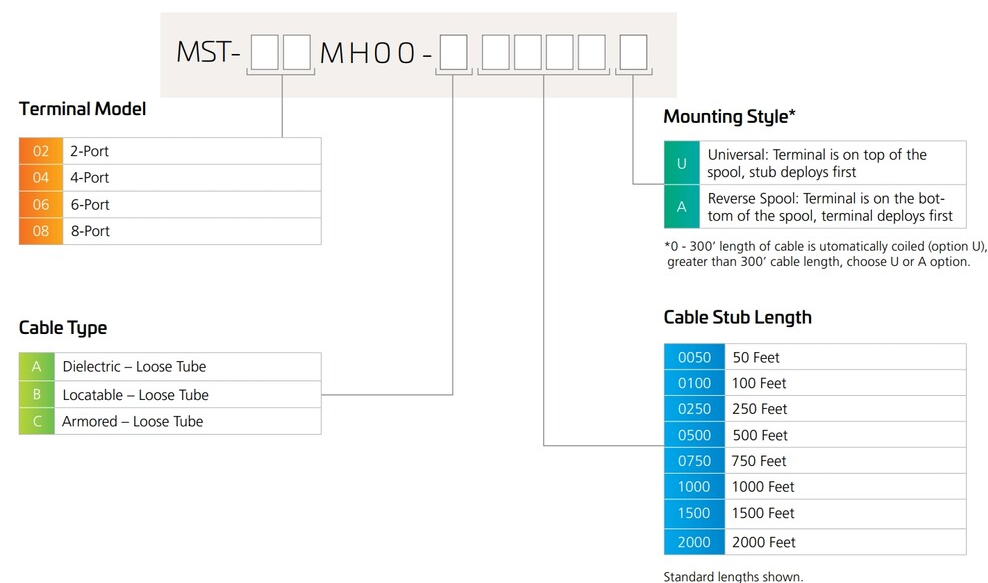 MST- MH00 -
Terminal Model
02 2-Port
04 4-Port
06 6-Port
08 8-Port
Mounting Style*
U Universal: Terminal is on top of the
spool, stub deploys first
A Reverse Spool: Terminal is on the bot-
tom of the spool, terminal deploys first
*0 - 300’ length of cable is utomatically coiled (option U),
greater than 300’ cable length, choose U or A option.
Cable Type
A Dielectric – Loose Tube
B Locatable – Loose Tube
C Armored – Loose Tube
Cable Stub Length
0050 50 Feet
0100 100 Feet
0250 250 Feet
0500 500 Feet
0750 750 Feet
1000 1000 Feet
1500 1500 Feet
2000 2000 Feet
Standard lengths shown.